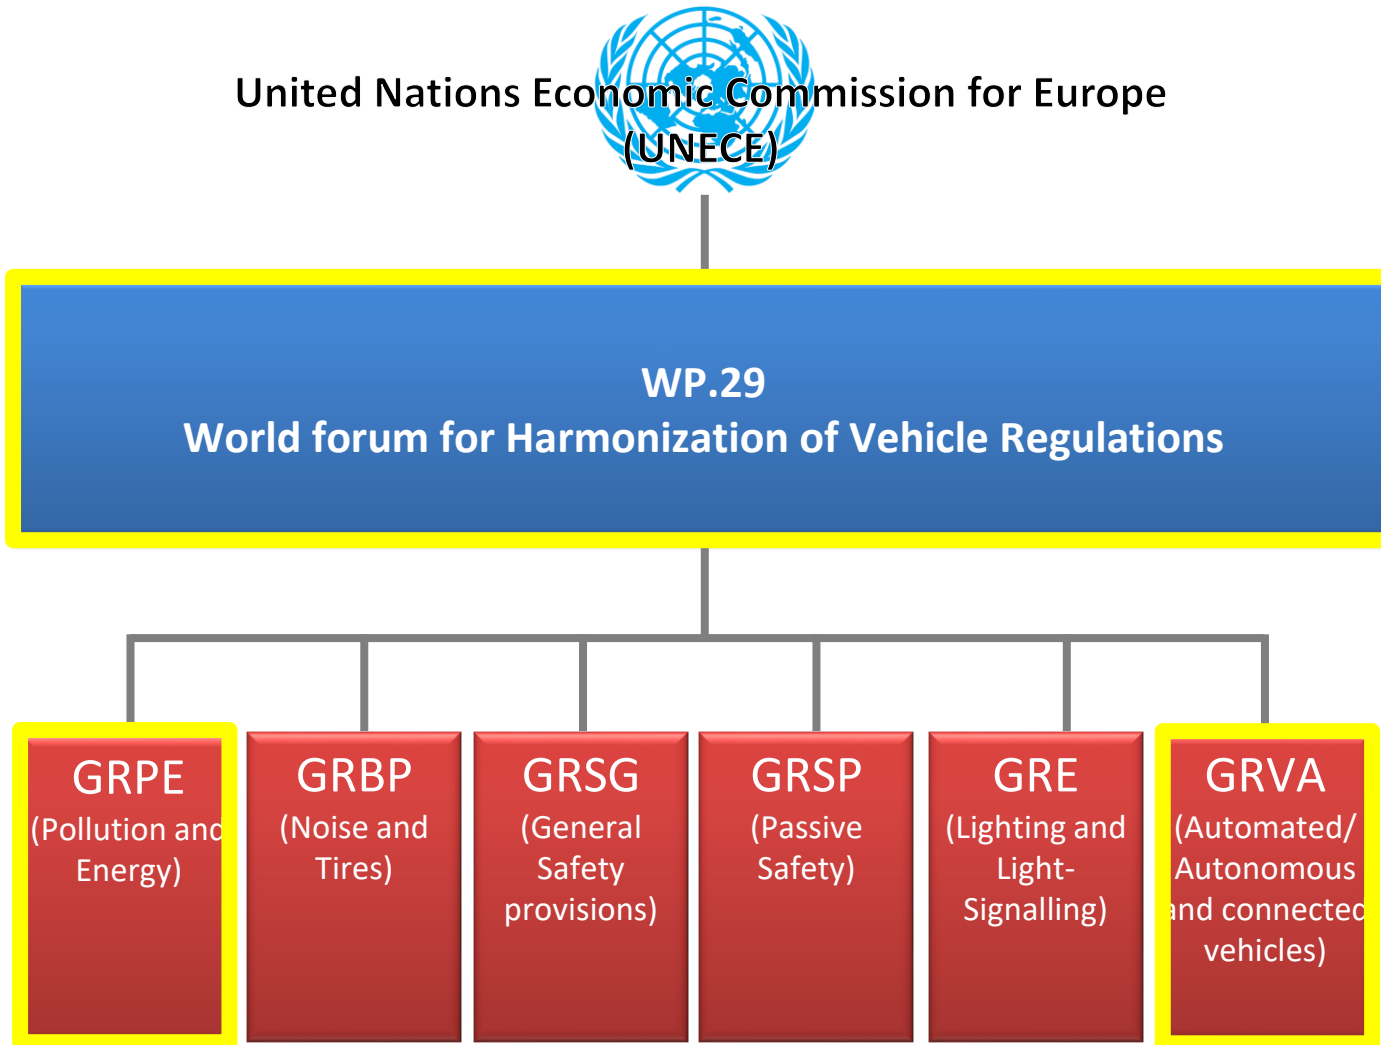 United Nations Economic Commission for Europe
(UNECE)
WP.29
World forum for Harmonization of Vehicle Regulations
GRPE
(Pollution and
Energy)
GRBP
(Noise and
Tires)
GRSG
(General
Safety
provisions)
GRSP
(Passive
Safety)
GRE
(Lighting and
Light-
Signalling)
GRVA
(Automated/
Autonomous
and connected
vehicles)